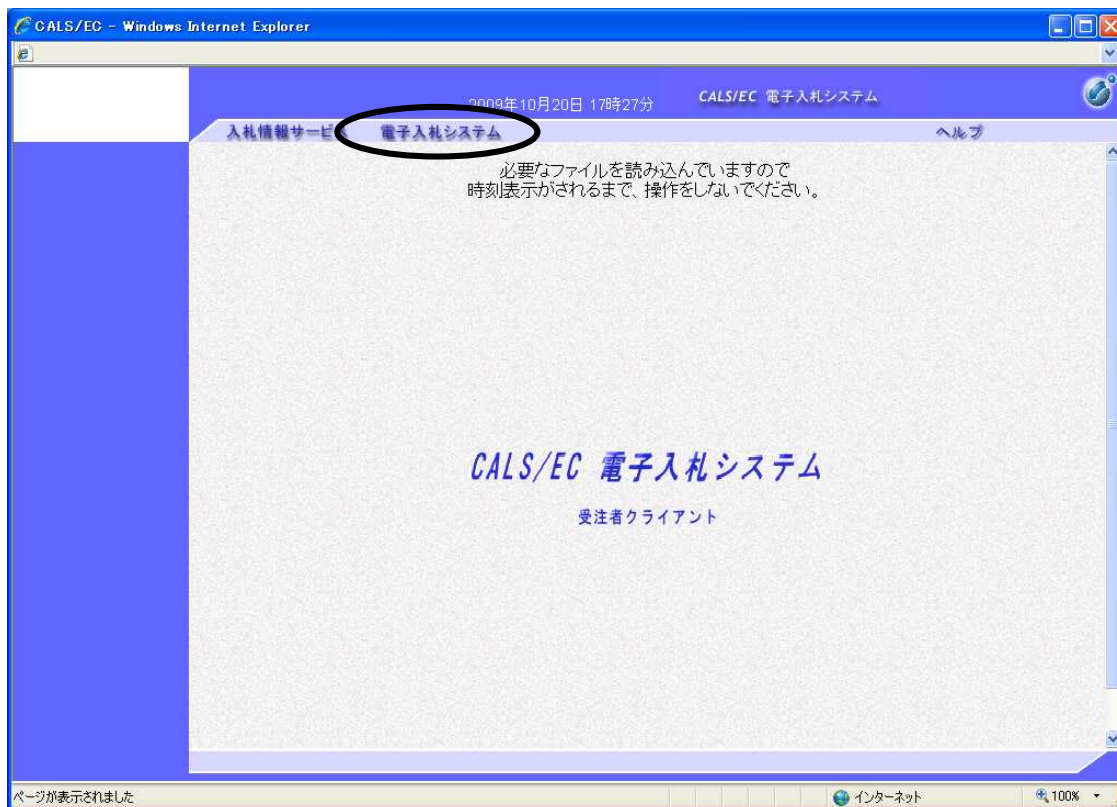 CALS/EC - Windows Internet Explorer
2009年10月20日 17時27分
CALS/EC 電子入札システム
入札情報サービス
電子入札システム
ヘルプ
必要なファイルを読み込んでいますので
時刻表示がされるまで、操作をしないでください。
CALS/EC 電子入札システム
受注者クライアント
ページが表示されました
インターネット
100%